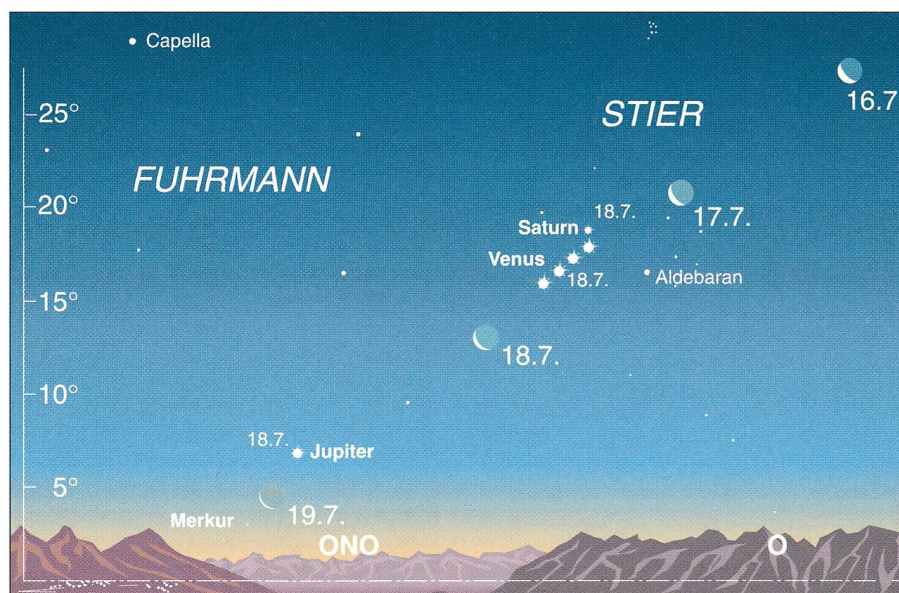 Capella
16.7
25°
STIER
FUHRMANN
20°
18.7.
17.7.
Saturn
Venus
18.7.
Aldebaran
15°
18.7.
10°
18.7.
Jupiter
5°
19.7.
Merkur
ONO
O